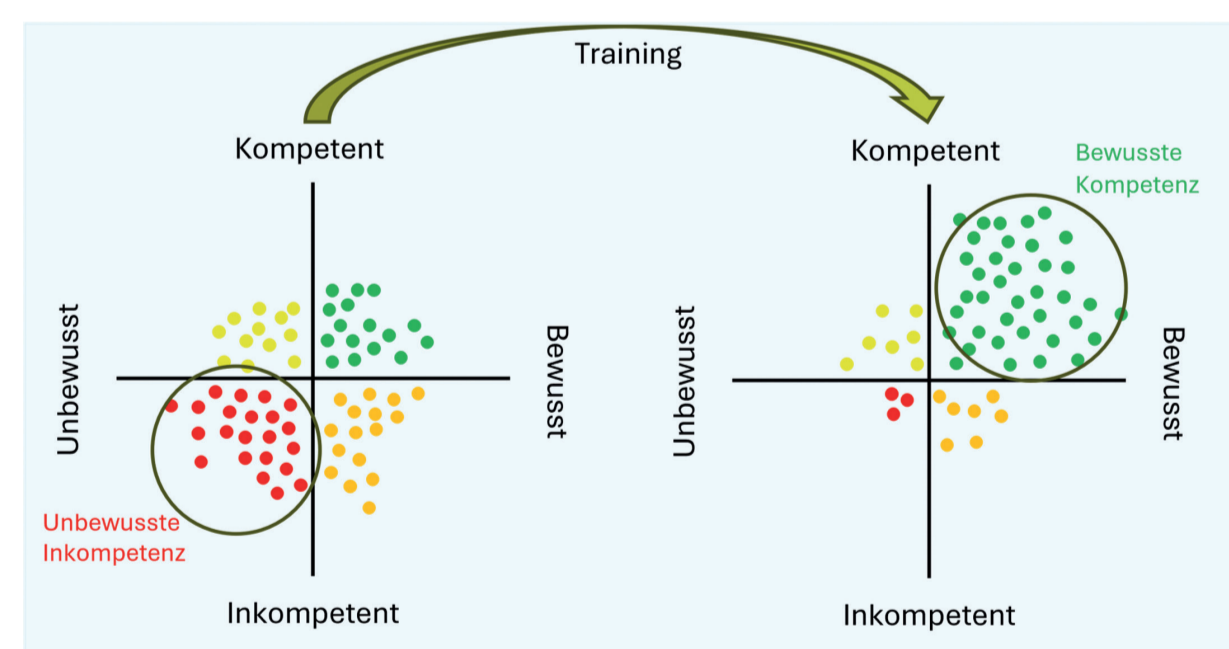 Training
Kompetent
Unbewusst
Bewusst
Unbewusste
Inkompetenz
Inkompetent
Kompetent
Bewusste
Kompetenz
Unbewusst
Bewusst
Inkompetent